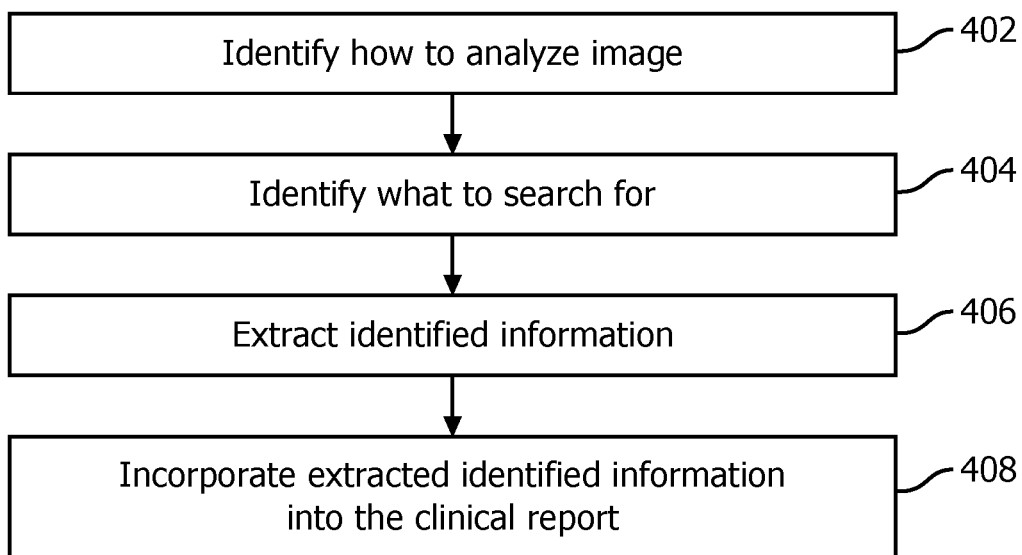 Identify how to analyze image
402
Identify what to search for
404
Extract identified information
406
Incorporate extracted identified information
into the clinical report
408